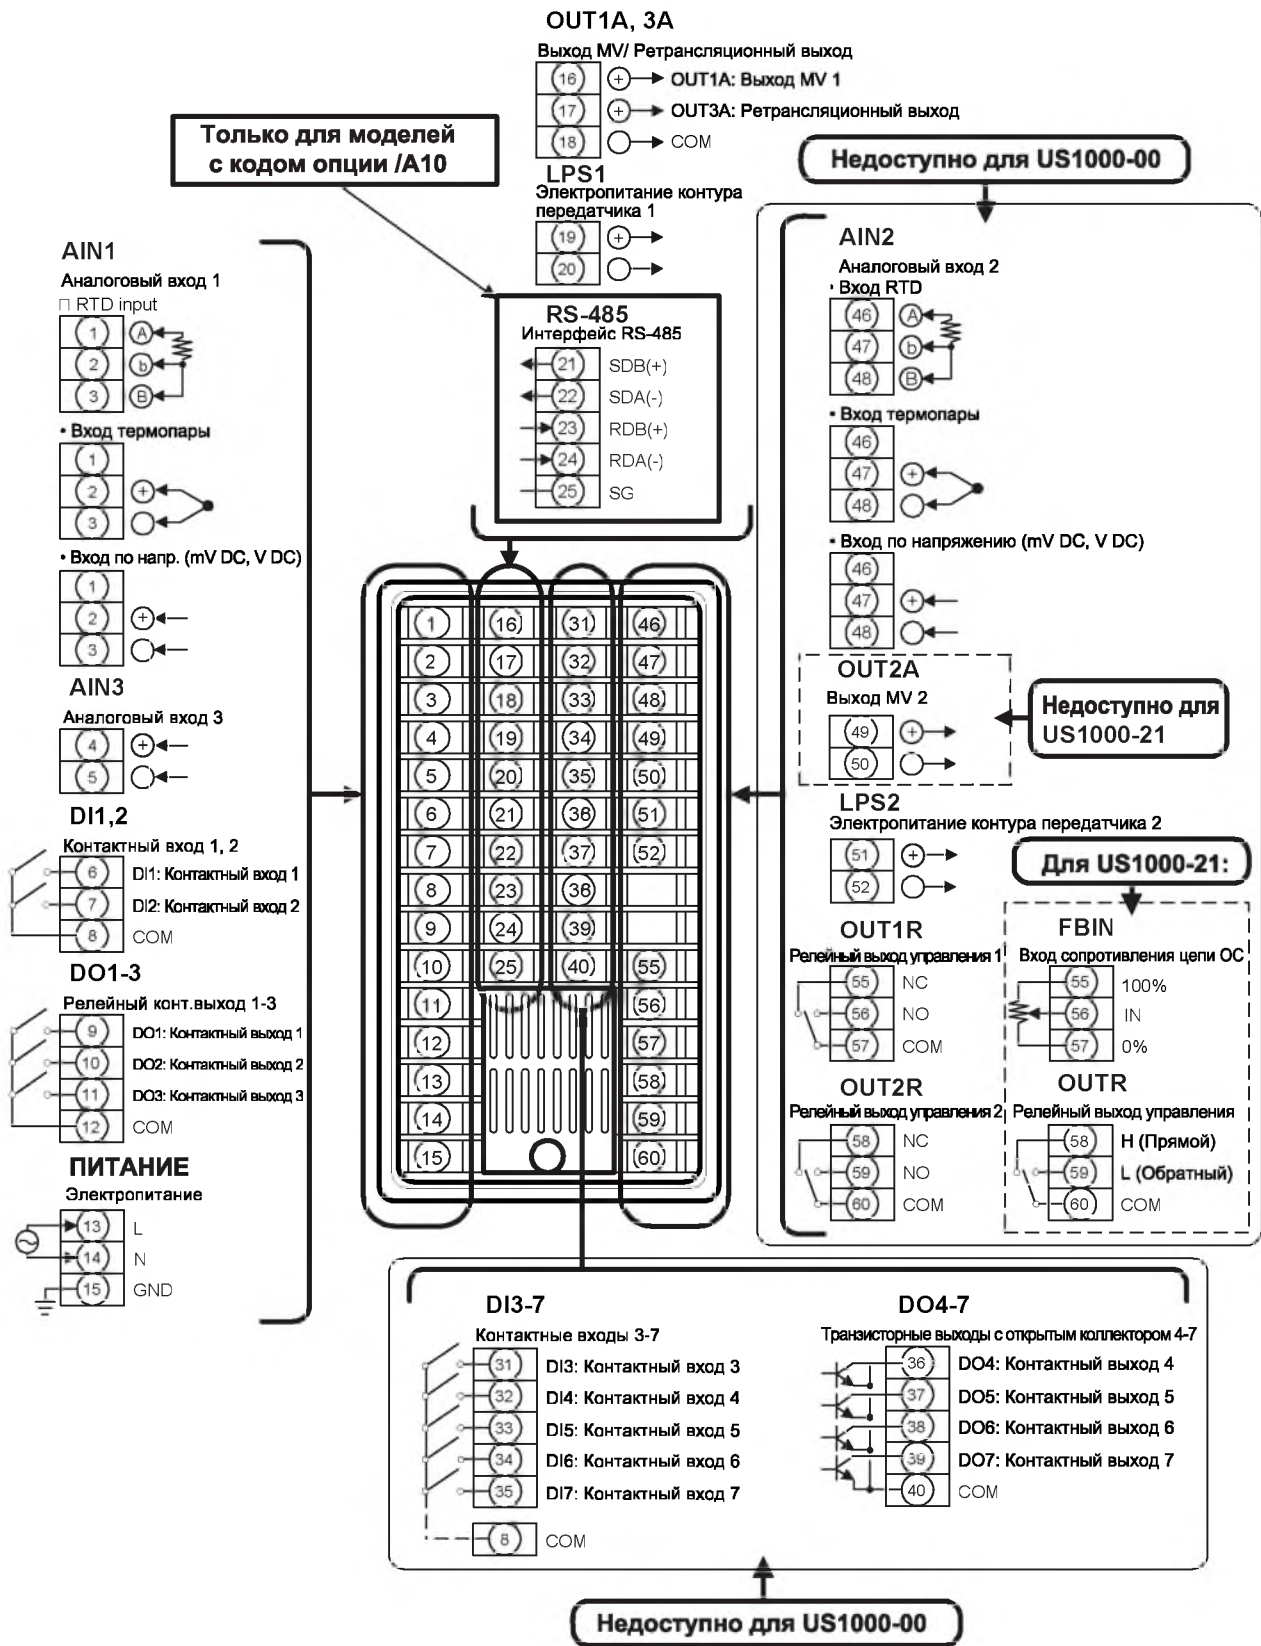 OUT1A, 3A
Выход MV/ Ретрансляционный выход
16 + OUT1A: Выход MV 1
17 + OUT3A: Ретрансляционный выход
18 COM
Только для моделей
с кодом опции /A10
LPS1
Электропитание контура
передатчика 1
19 +
20
RS-485
Интерфейс RS-485
21 SDB(+)
22 SDA(-)
23 RDB(+)
24 RDA(-)
25 SG
AIN1
Аналоговый вход 1
RTD input
1 A
2 b
3 B
• Вход термопары
1
2 +
3
• Вход по напр. (mV DC, V DC)
1
2 +
3
AIN3
Аналоговый вход 3
4 +
5
DI1,2
Контактный вход 1, 2
6 DI1: Контактный вход 1
7 DI2: Контактный вход 2
8 COM
DO1-3
Релейный конт.выход 1-3
9 DO1: Контактный выход 1
10 DO2: Контактный выход 2
11 DO3: Контактный выход 3
12 COM
ПИТАНИЕ
Электропитание
13 L
14 N
15 GND
1 16 31 46
2 17 32 47
3 18 33 48
4 19 34 49
5 20 35 50
6 21 36 51
7 22 37 52
8 23 38
9 24 39
10 25 40 55
11 56
12 57
13 58
14 59
15 60
Недоступно для US1000-00
AIN2
Аналоговый вход 2
• Вход RTD
46 A
47 b
48 B
• Вход термопары
46
47 +
48
• Вход по напряжению (mV DC, V DC)
46
47 +
48
OUT2A
Выход MV 2
49 +
50
Недоступно для
US1000-21
LPS2
Электропитание контура передатчика 2
51 +
52
Для US1000-21:
OUT1R
Релейный выход управления 1
55 NC
56 NO
57 COM
OUT2R
Релейный выход управления 2
58 NC
59 NO
60 COM
FBIN
Вход сопротивления цепи ОС
55 100%
56 IN
57 0%
OUTR
Релейный выход управления
58 H (Прямой)
59 L (Обратный)
60 COM
DI3-7
Контактные входы 3-7
31 DI3: Контактный вход 3
32 DI4: Контактный вход 4
33 DI5: Контактный вход 5
34 DI6: Контактный вход 6
35 DI7: Контактный вход 7
8 COM
DO4-7
Транзисторные выходы с открытым коллектором 4-7
36 DO4: Контактный выход 4
37 DO5: Контактный выход 5
38 DO6: Контактный выход 6
39 DO7: Контактный выход 7
40 COM
Недоступно для US1000-00